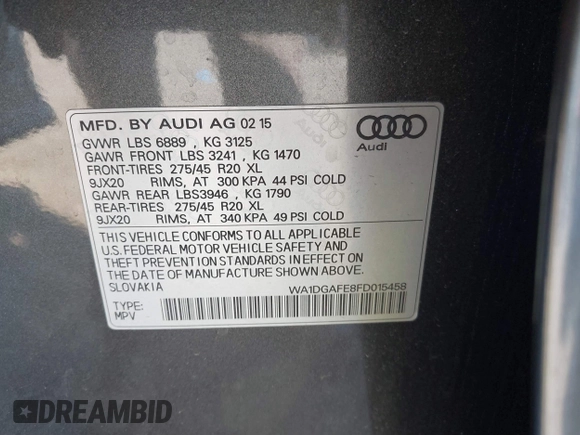 MFD. BY AUDI AG 02 15
GVWR LBS 6889 , KG 3125
GAWR FRONT LBS 3241 , KG 1470
FRONT-TIRES 275/45 R20 XL
9JX20 RIMS, AT 300 KPA 44 PSI COLD
GAWR REAR LBS3946 , KG 1790
REAR-TIRES 275/45 R20 XL
9JX20 RIMS, AT 340 KPA 49 PSI COLD
Audi
THIS VEHICLE CONFORMS TO ALL APPLICABLE
U.S.FEDERAL MOTOR VEHICLE SAFETY AND
THEFT PREVENTION STANDARDS IN EFFECT ON
THE DATE OF MANUFACTURE SHOWN ABOVE.
SLOVAKIA WA1DGAFE8FD015458
TYPE:
MPV
DREAMBID